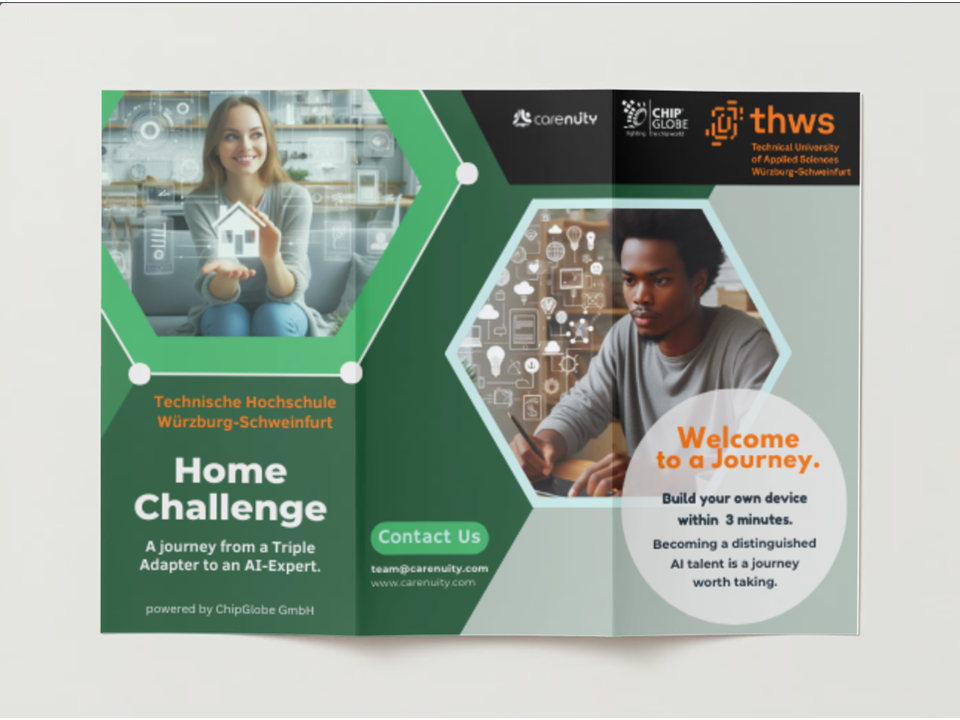 carenuity
CHIP
GLOBE
thws
Technical University
of Applied Sciences
Würzburg-Schweinfurt
Technische Hochschule
Würzburg-Schweinfurt
Home
Challenge
A journey from a Triple
Adapter to an AI-Expert.
powered by ChipGlobe GmbH
Contact Us
team@carenuity.com
www.carenuity.com
Welcome
to a Journey.
Build your own device
within 3 minutes.
Becoming a distinguished
AI talent is a journey
worth taking.